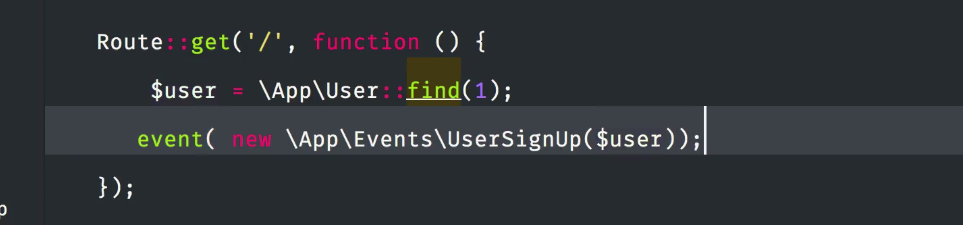 Route::get('/', function () {
$user = \App\User::find(1);
event( new \App\Events\UserSignUp($user));
});
p